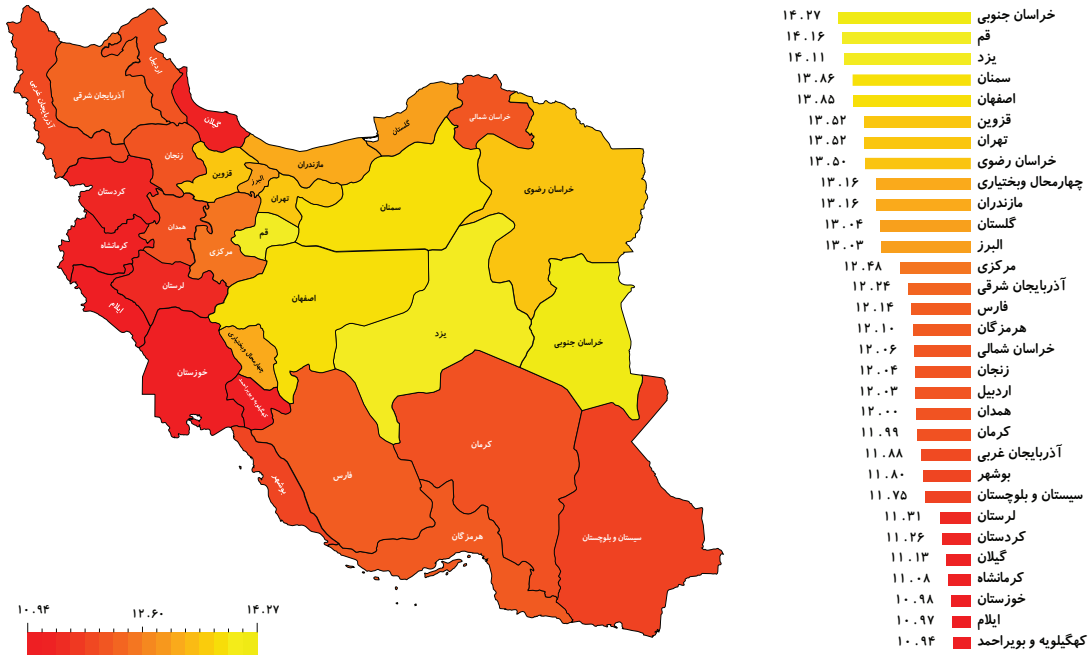 خراسان جنوبی ۱۴.۲۷
قم ۱۴.۱۶
یزد ۱۴.۱۱
سمنان ۱۳.۸۶
اصفهان ۱۳.۸۵
قزوین ۱۳.۵۲
تهران ۱۳.۵۲
خراسان رضوی ۱۳.۵۰
چهارمحال وبختیاری ۱۳.۱۶
مازندران ۱۳.۱۶
گلستان ۱۳.۰۴
البرز ۱۳.۰۳
مرکزی ۱۲.۴۸
آذربایجان شرقی ۱۲.۲۴
فارس ۱۲.۱۴
هرمزگان ۱۲.۱۰
خراسان شمالی ۱۲.۰۶
زنجان ۱۲.۰۴
اردبیل ۱۲.۰۳
همدان ۱۲.۰۰
کرمان ۱۱.۹۹
آذربایجان غربی ۱۱.۸۸
بوشهر ۱۱.۸۰
سیستان و بلوچستان ۱۱.۷۵
لرستان ۱۱.۳۱
کردستان ۱۱.۲۶
گیلان ۱۱.۱۳
کرمانشاه ۱۱.۰۸
خوزستان ۱۰.۹۸
ایلام ۱۰.۹۷
کهگیلویه و بویراحمد ۱۰.۹۴
اردبیل
آذربایجان شرقی
آذربایجان غربی
گیلان
خراسان شمالی
گلستان
زنجان
مازندران
قزوین
البرز
کردستان
خراسان رضوی
تهران
سمنان
همدان
قم
کرمانشاه
مرکزی
لرستان
اصفهان
ایلام
یزد
خراسان جنوبی
چهارمحال وبختیاری
خوزستان
کهگیلویه و بویراحمد
کرمان
فارس
بوشهر
هرمزگان
سیستان و بلوچستان
۱۰.۹۴ ۱۲.۶۰ ۱۴.۲۷